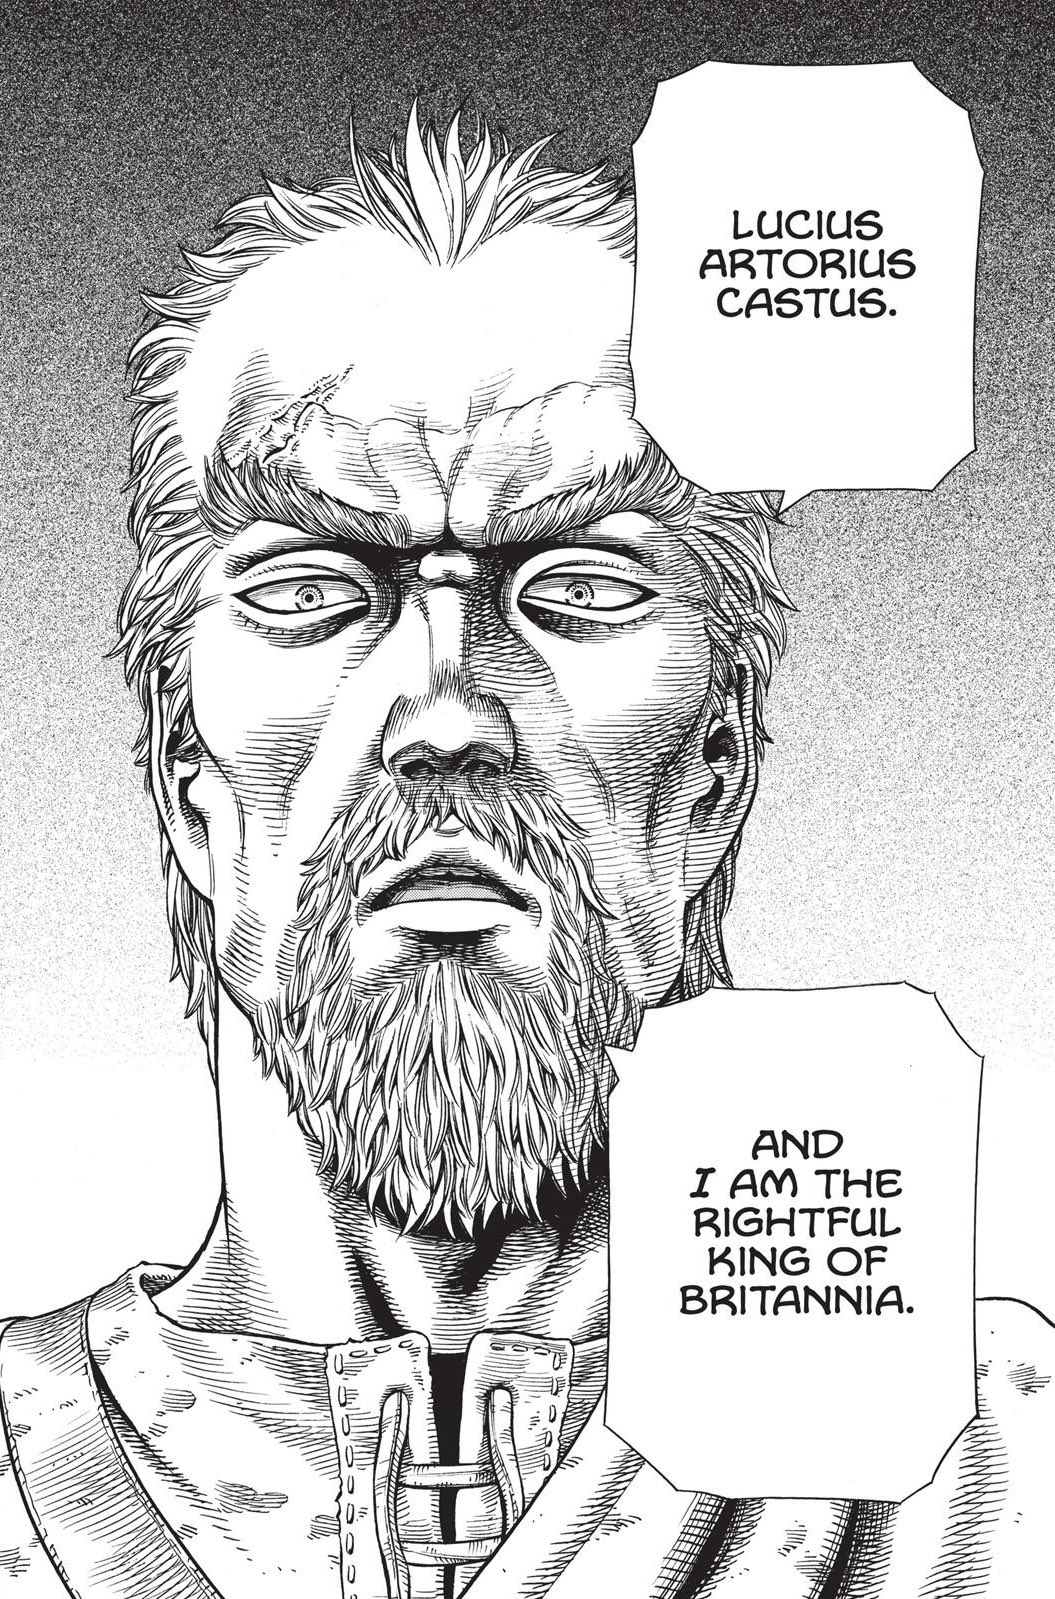 LUCIUS
ARTORIUS
CASTUS.
AND
I AM THE
RIGHTFUL
KING OF
BRITANNIA.